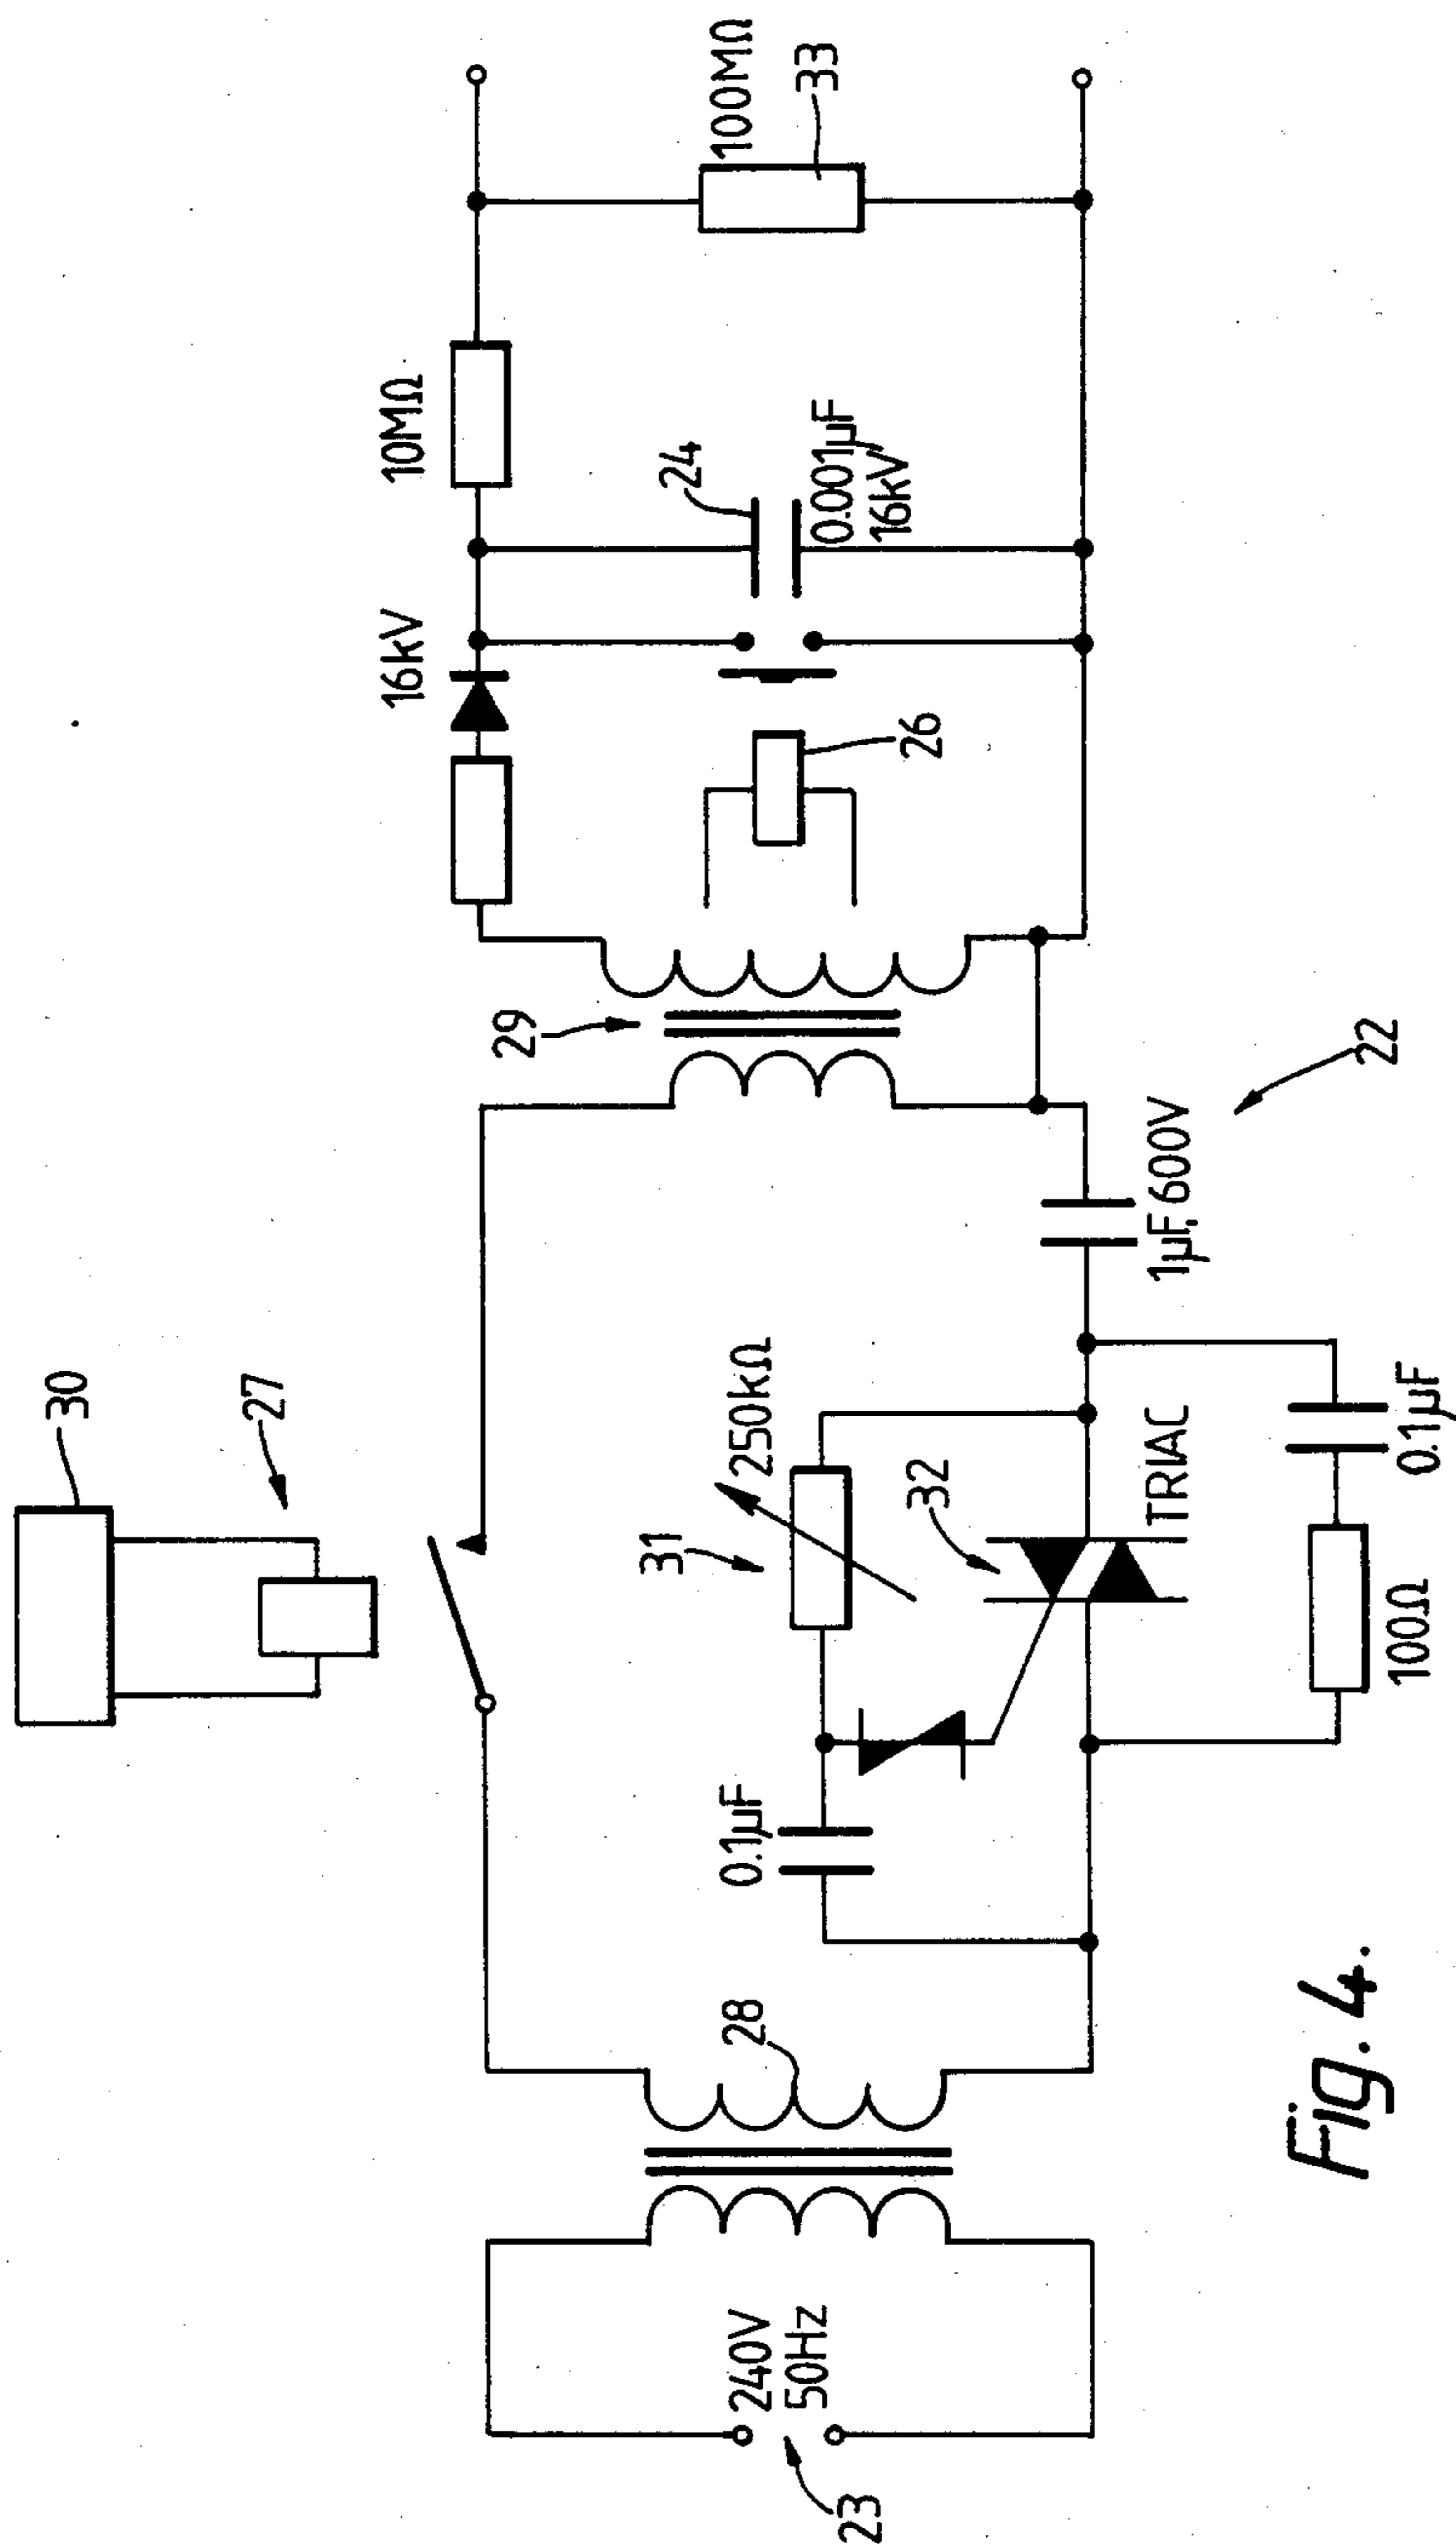 30
27
240V
50Hz
23
28
0.1µF
31
250kΩ
32
TRIAC
100Ω
0.1µF
1µF, 600V
22
29
26
16kV
24
0.001µF
16kV
10MΩ
100MΩ
33
Fig. 4.